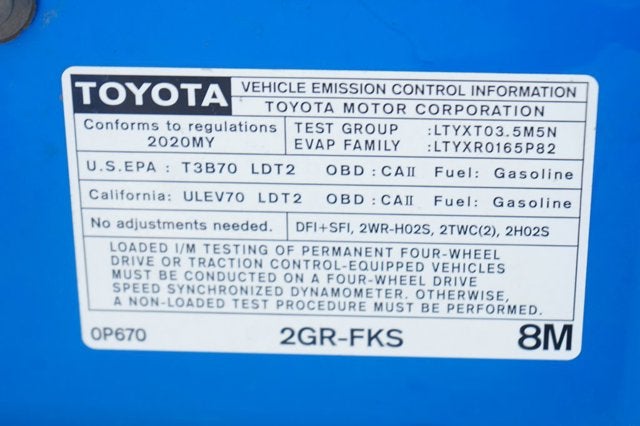 TOYOTA
VEHICLE EMISSION CONTROL INFORMATION
TOYOTA MOTOR CORPORATION
Conforms to regulations
2020MY
TEST GROUP :LTYXT03.5M5N
EVAP FAMILY :LTYXR0165P82
U.S.EPA : T3B70 LDT2 OBD : CAII Fuel: Gasoline
California: ULEV70 LDT2 OBD : CAII Fuel: Gasoline
No adjustments needed. DFI+SFI, 2WR-HO2S, 2TWC(2), 2HO2S
LOADED I/M TESTING OF PERMANENT FOUR-WHEEL
DRIVE OR TRACTION CONTROL-EQUIPPED VEHICLES
MUST BE CONDUCTED ON A FOUR-WHEEL DRIVE
SPEED SYNCHRONIZED DYNAMOMETER. OTHERWISE,
A NON-LOADED TEST PROCEDURE MUST BE PERFORMED.
0P670 2GR-FKS 8M